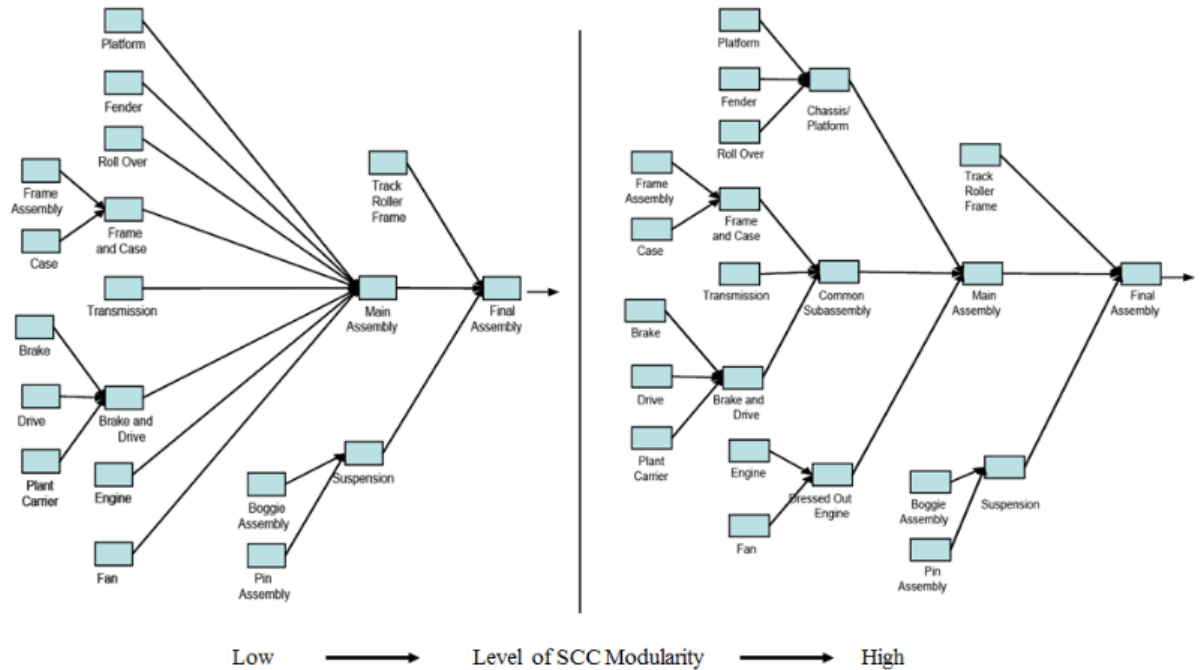 Platform
Fender
Roll Over
Frame
Assembly
Case
Frame
and Case
Transmission
Brake
Drive
Plant
Carrier
Brake and
Drive
Engine
Fan
Track
Roller
Frame
Main
Assembly
Final
Assembly
Suspension
Boggie
Assembly
Pin
Assembly
Platform
Fender
Roll Over
Chassis/
Platform
Frame
Assembly
Case
Frame
and Case
Transmission
Common
Subassembly
Brake
Drive
Plant
Carrier
Brake and
Drive
Engine
Fan
Dressed Out
Engine
Track
Roller
Frame
Main
Assembly
Final
Assembly
Suspension
Boggie
Assembly
Pin
Assembly
Low Level of SCC Modularity High